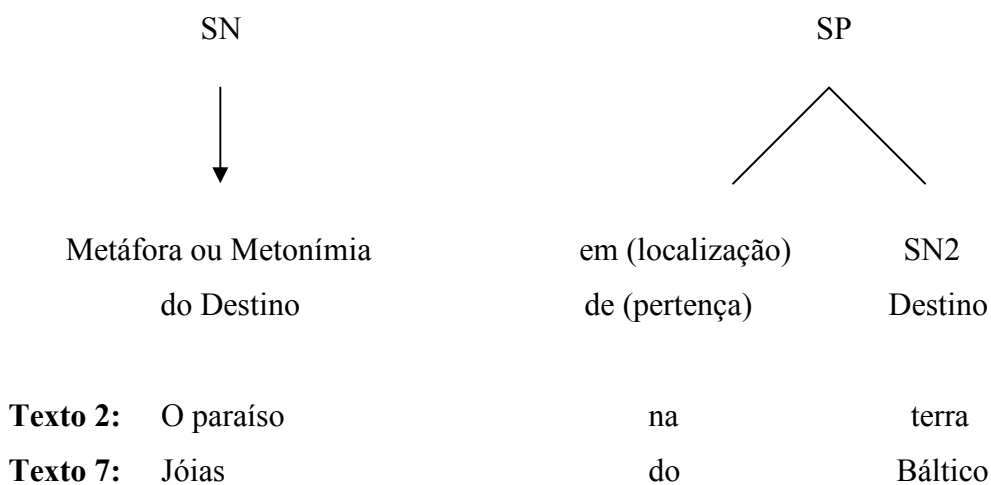 SN SP
Metáfora ou Metonímia em (localização) SN2
do Destino de (pertença) Destino
Texto 2: O paraíso na terra
Texto 7: Jóias do Báltico